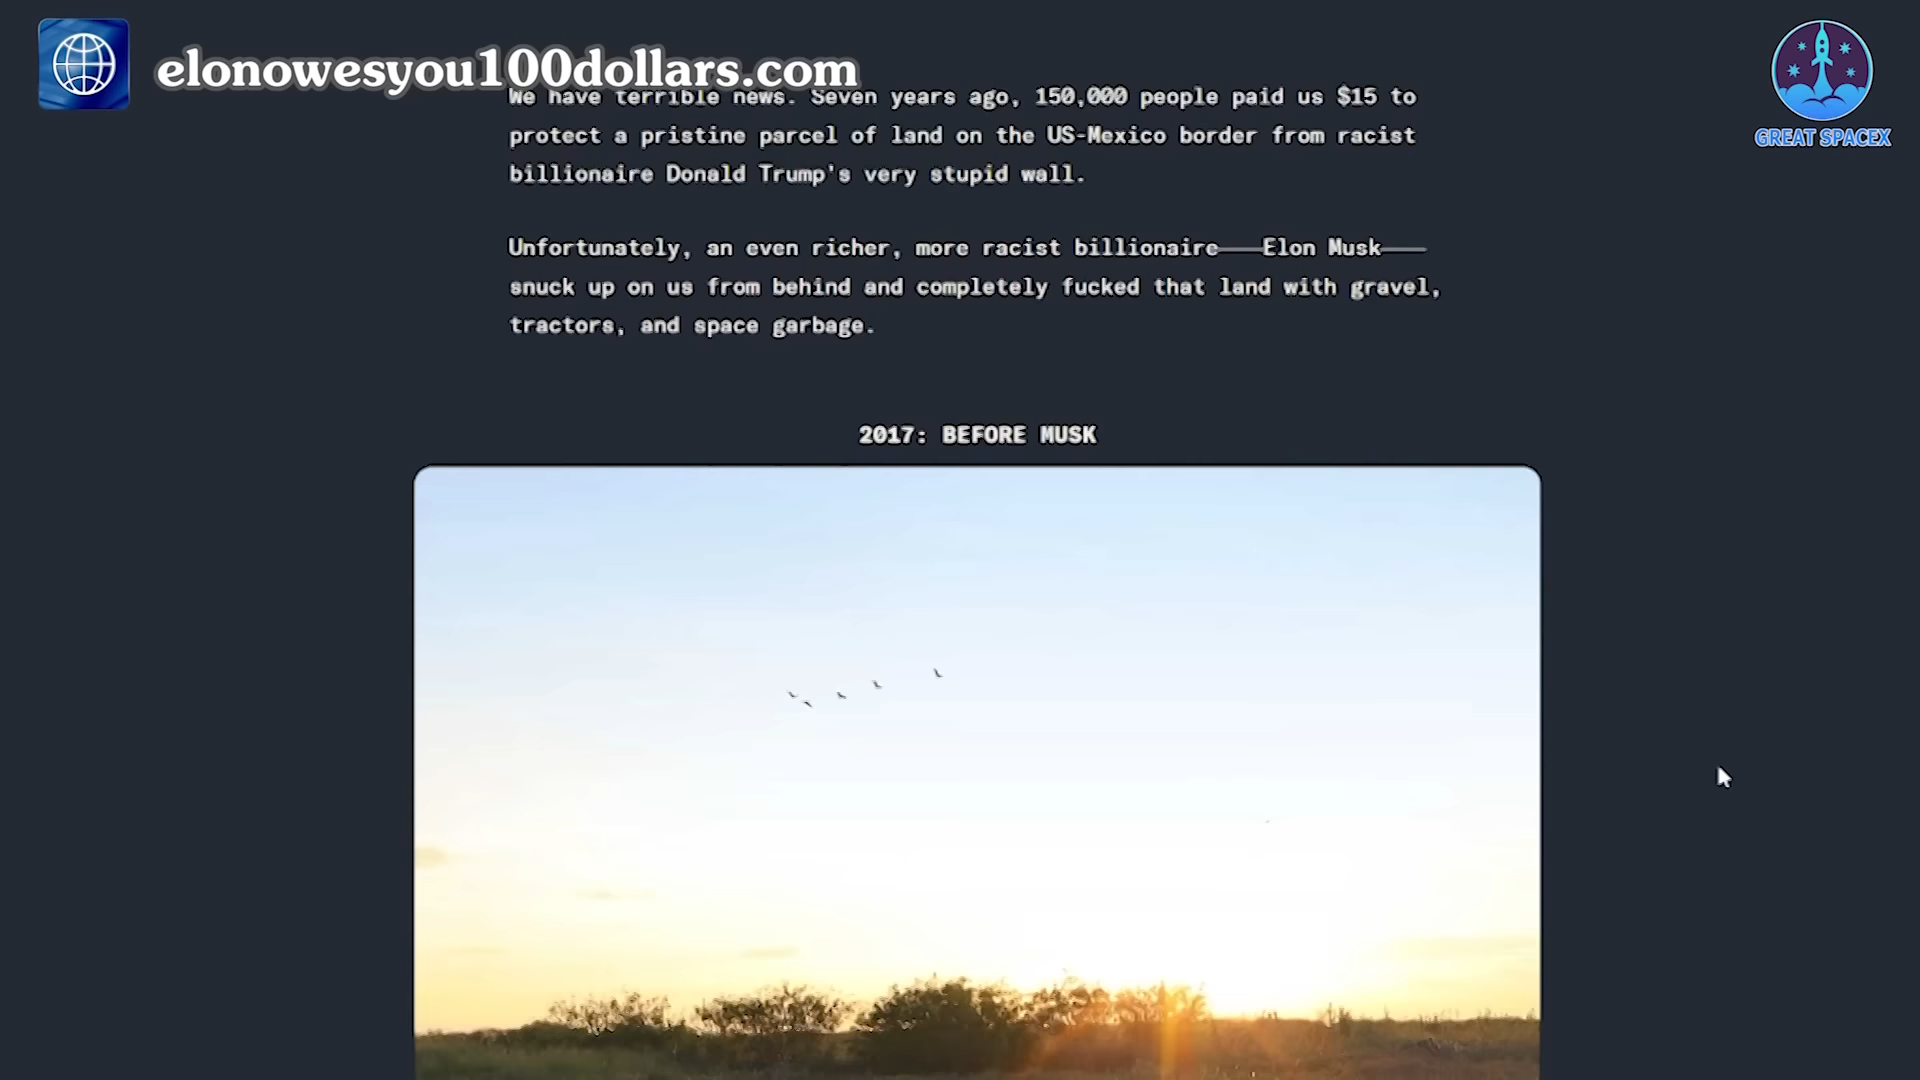 elonowesyou100dollars.com
GREAT SPACEX
We have terrible news. Seven years ago, 150,000 people paid us $15 to
protect a pristine parcel of land on the US-Mexico border from racist
billionaire Donald Trump's very stupid wall.
Unfortunately, an even richer, more racist billionaire——Elon Musk——
snuck up on us from behind and completely fucked that land with gravel,
tractors, and space garbage.
2017: BEFORE MUSK